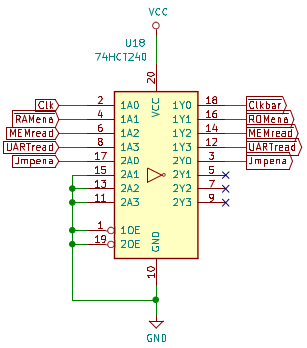 VCC
U18
74HCT240
20
VCC
Clk 2 1A0 1Y0 18 Clkbar
RAMena 4 1A1 1Y1 16 ROMena
MEMread 6 1A2 1Y2 14 MEMread
UARTread 8 1A3 1Y3 12 UARTread
Jmpena 17 2A0 2Y0 3 Jmpena
15 2A1 2Y1 5
13 2A2 2Y2 7
11 2A3 2Y3 9
1 1OE
19 2OE
GND
10
GND